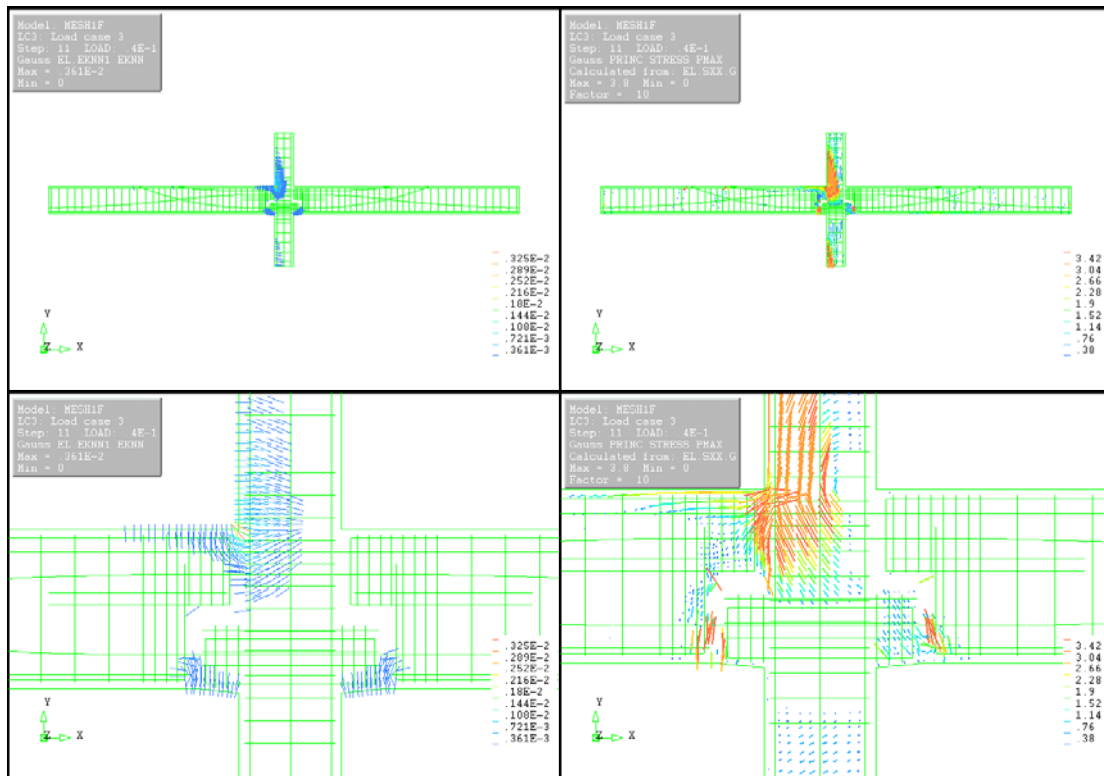 Model: MESH1F
LC3: Load case 3
Step: 11 LOAD: .4E-1
Gauss EL.EKNN1 EKNN
Max = .361E-2
Min = 0
.325E-2
.289E-2
.252E-2
.216E-2
.18E-2
.144E-2
.108E-2
.721E-3
.361E-3
Y
Z X
Model: MESH1F
LC3: Load case 3
Step: 11 LOAD: .4E-1
Gauss PRINC STRESS PMAX
Calculated from: EL.SXX.G
Max = 3.8 Min = 0
Factor = 10
3.42
3.04
2.66
2.28
1.9
1.52
1.14
.76
.38
Y
Z X
Model: MESH1F
LC3: Load case 3
Step: 11 LOAD: .4E-1
Gauss EL.EKNN1 EKNN
Max = .361E-2
Min = 0
.325E-2
.289E-2
.252E-2
.216E-2
.18E-2
.144E-2
.108E-2
.721E-3
.361E-3
Y
Z X
Model: MESH1F
LC3: Load case 3
Step: 11 LOAD: .4E-1
Gauss PRINC STRESS PMAX
Calculated from: EL.SXX.G
Max = 3.8 Min = 0
Factor = 10
3.42
3.04
2.66
2.28
1.9
1.52
1.14
.76
.38
Y
Z X